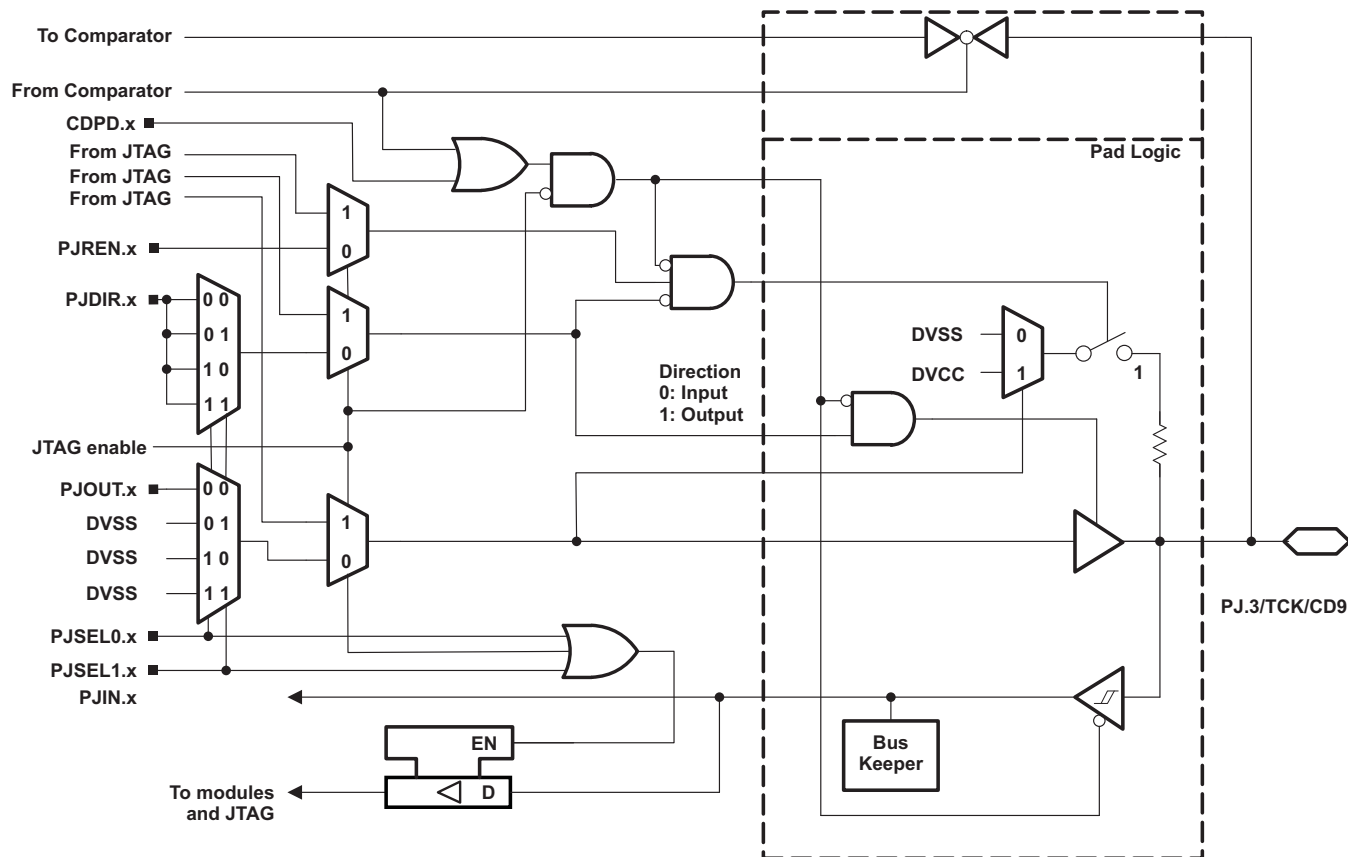 To Comparator
From Comparator
CDPD.x
From JTAG
From JTAG
From JTAG
Pad Logic
1
0
PJREN.x
PJDIR.x
0 0
0 1
1 0
1 1
1
0
Direction
0: Input
1: Output
DVSS
DVCC
0
1
1
JTAG enable
PJOUT.x
DVSS
DVSS
DVSS
0 0
0 1
1 0
1 1
1
0
PJ.3/TCK/CD9
PJSEL0.x
PJSEL1.x
PJIN.x
EN
D
Bus
Keeper
To modules
and JTAG